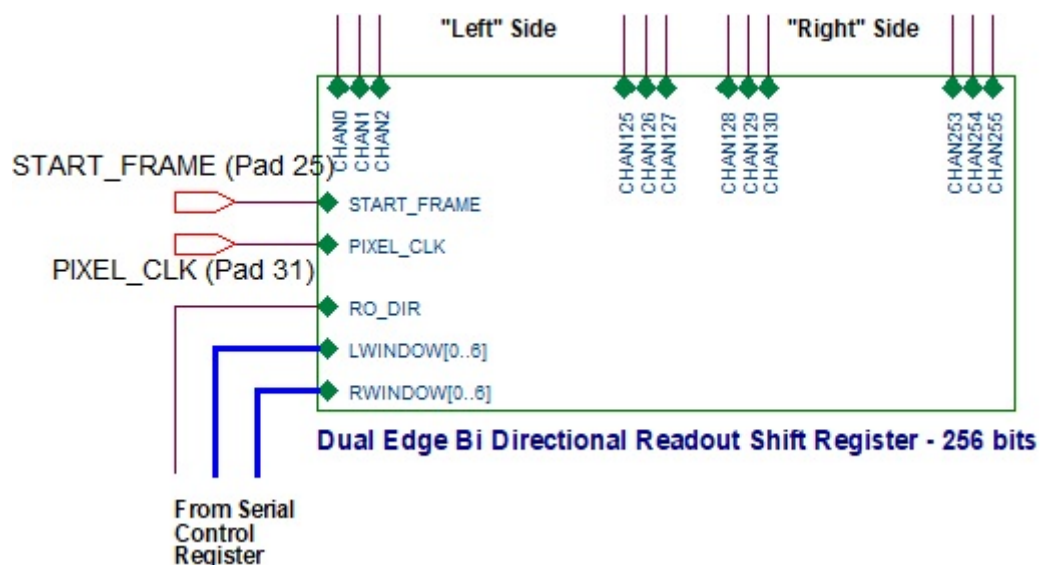 "Left" Side
"Right" Side
CHAN0
CHAN1
CHAN2
CHAN125
CHAN126
CHAN127
CHAN128
CHAN129
CHAN130
CHAN253
CHAN254
CHAN255
START_FRAME (Pad 25)
START_FRAME
PIXEL_CLK
PIXEL_CLK (Pad 31)
RO_DIR
LWINDOW[0..6]
RWINDOW[0..6]
Dual Edge Bi Directional Readout Shift Register - 256 bits
From Serial
Control
Register